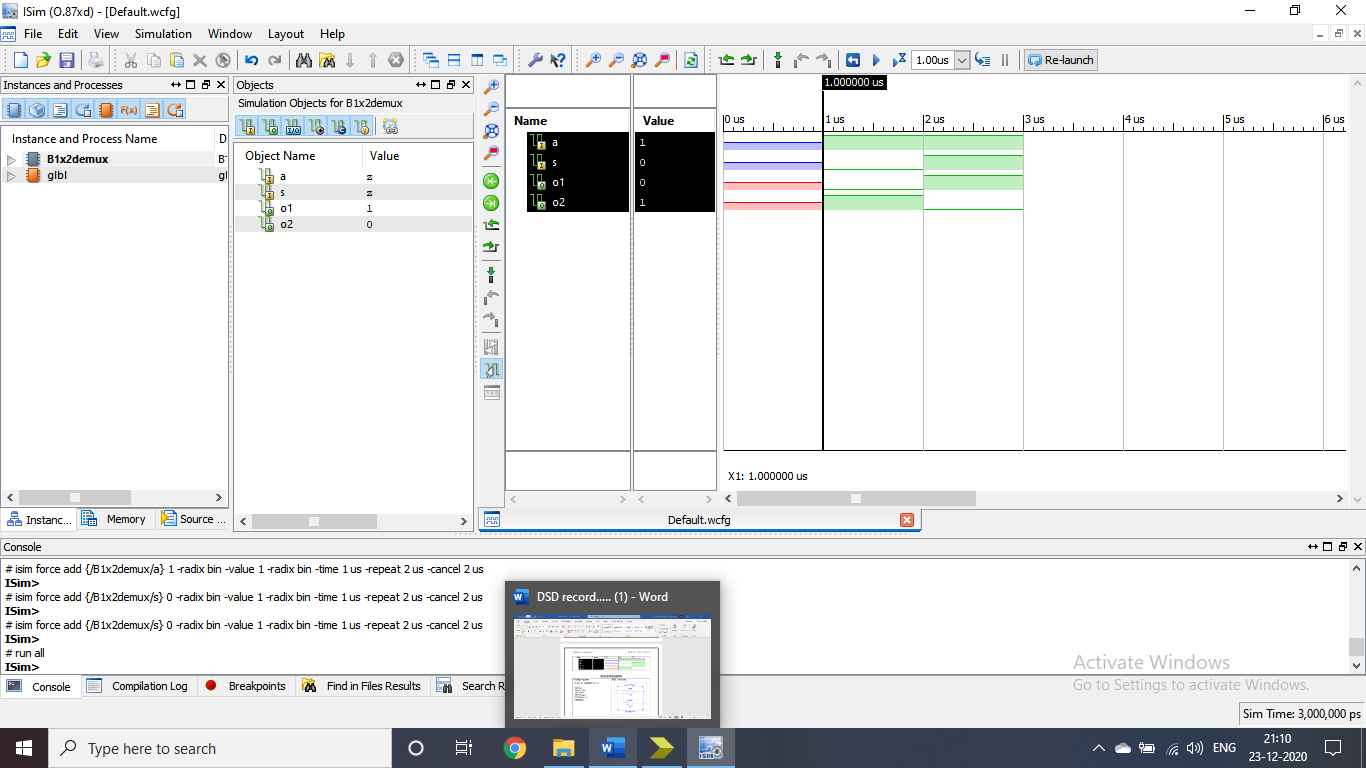 ISim (O.87xd) - [Default.wcfg]
File Edit View Simulation Window Layout Help
1.00us
Re-launch
Instances and Processes
f(x)
Instance and Process Name D
B1x2demux B
glbl gl
Instanc... Memory Source ...
Objects
Simulation Objects for B1x2demux
Object Name Value
a z
s z
o1 1
o2 0
Name Value
a 1
s 0
o1 0
o2 1
1.000000 us
0 us 1 us 2 us 3 us 4 us 5 us 6 us
X1: 1.000000 us
Default.wcfg
Console
# isim force add {/B1x2demux/a} 1 -radix bin -value 1 -radix bin -time 1 us -repeat 2 us -cancel 2 us
ISim>
# isim force add {/B1x2demux/s} 0 -radix bin -value 1 -radix bin -time 1 us -repeat 2 us -cancel 2 us
ISim>
# isim force add {/B1x2demux/s} 0 -radix bin -value 1 -radix bin -time 1 us -repeat 2 us -cancel 2 us
ISim>
# run all
ISim>
Console Compilation Log Breakpoints Find in Files Results Search R
DSD record..... (1) - Word
Activate Windows
Go to Settings to activate Windows.
Sim Time: 3,000,000 ps
Type here to search
ENG
21:10
23-12-2020